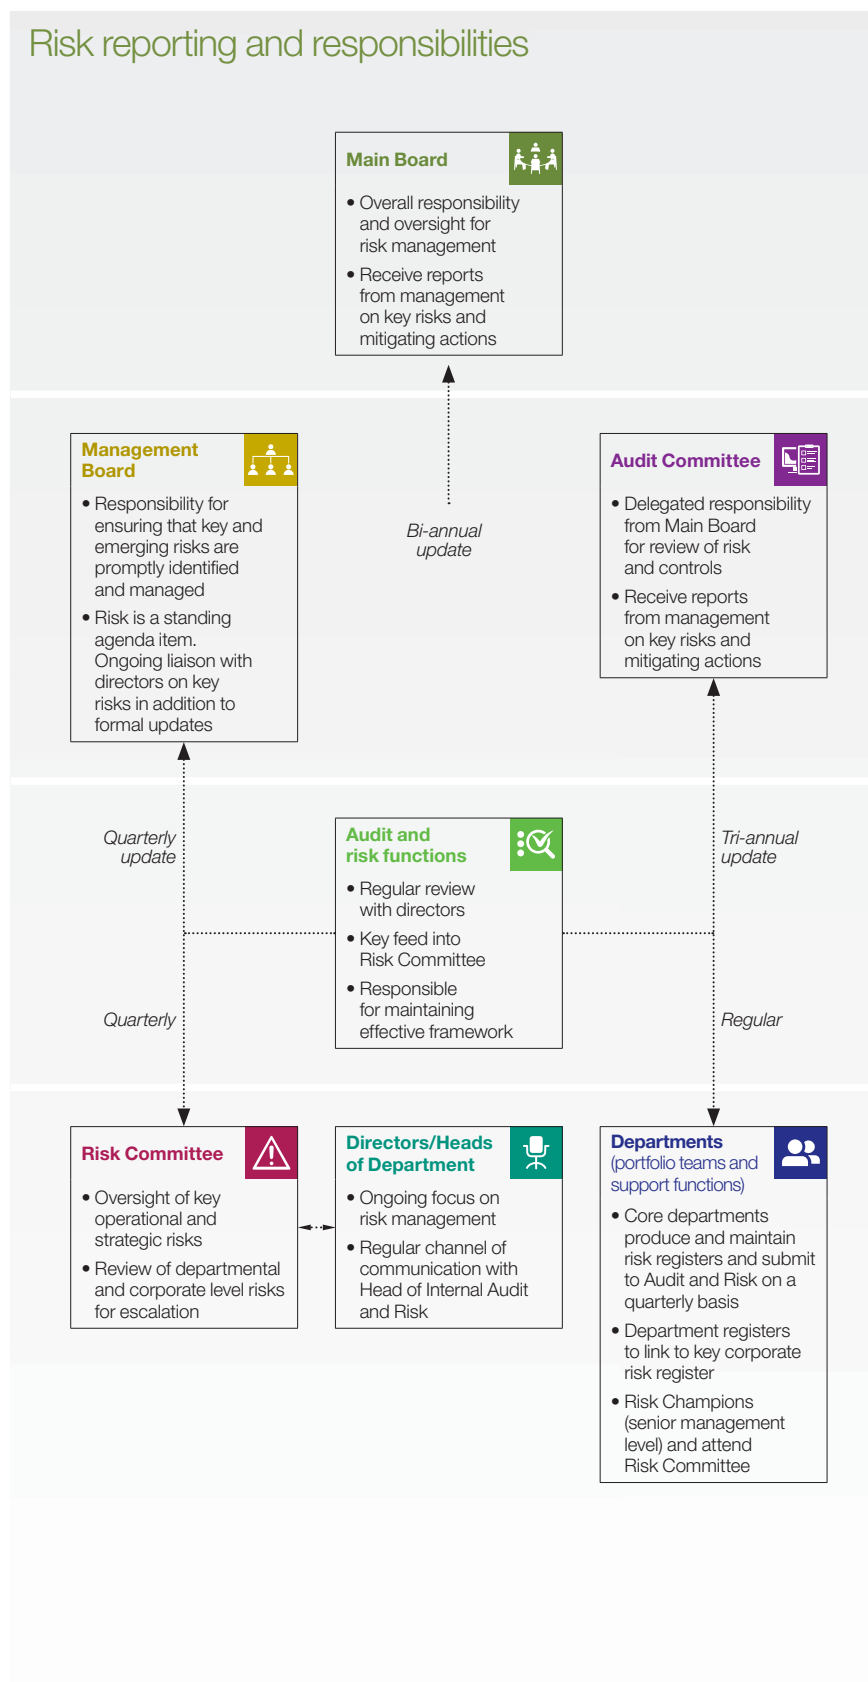 Risk reporting and responsibilities
Main Board
• Overall responsibility
and oversight for
risk management
• Receive reports
from management
on key risks and
mitigating actions
Management
Board
• Responsibility for
ensuring that key and
emerging risks are
promptly identified
and managed
• Risk is a standing
agenda item.
Ongoing liaison with
directors on key
risks in addition to
formal updates
Bi-annual
update
Audit Committee
• Delegated responsibility
from Main Board
for review of risk
and controls
• Receive reports
from management
on key risks and
mitigating actions
Quarterly
update
Audit and
risk functions
• Regular review
with directors
• Key feed into
Risk Committee
• Responsible
for maintaining
effective framework
Tri-annual
update
Quarterly
Regular
Risk Committee
• Oversight of key
operational and
strategic risks
• Review of departmental
and corporate level risks
for escalation
Directors/Heads
of Department
• Ongoing focus on
risk management
• Regular channel of
communication with
Head of Internal Audit
and Risk
Departments
(portfolio teams and
support functions)
• Core departments
produce and maintain
risk registers and submit
to Audit and Risk on a
quarterly basis
• Department registers
to link to key corporate
risk register
• Risk Champions
(senior management
level) and attend
Risk Committee